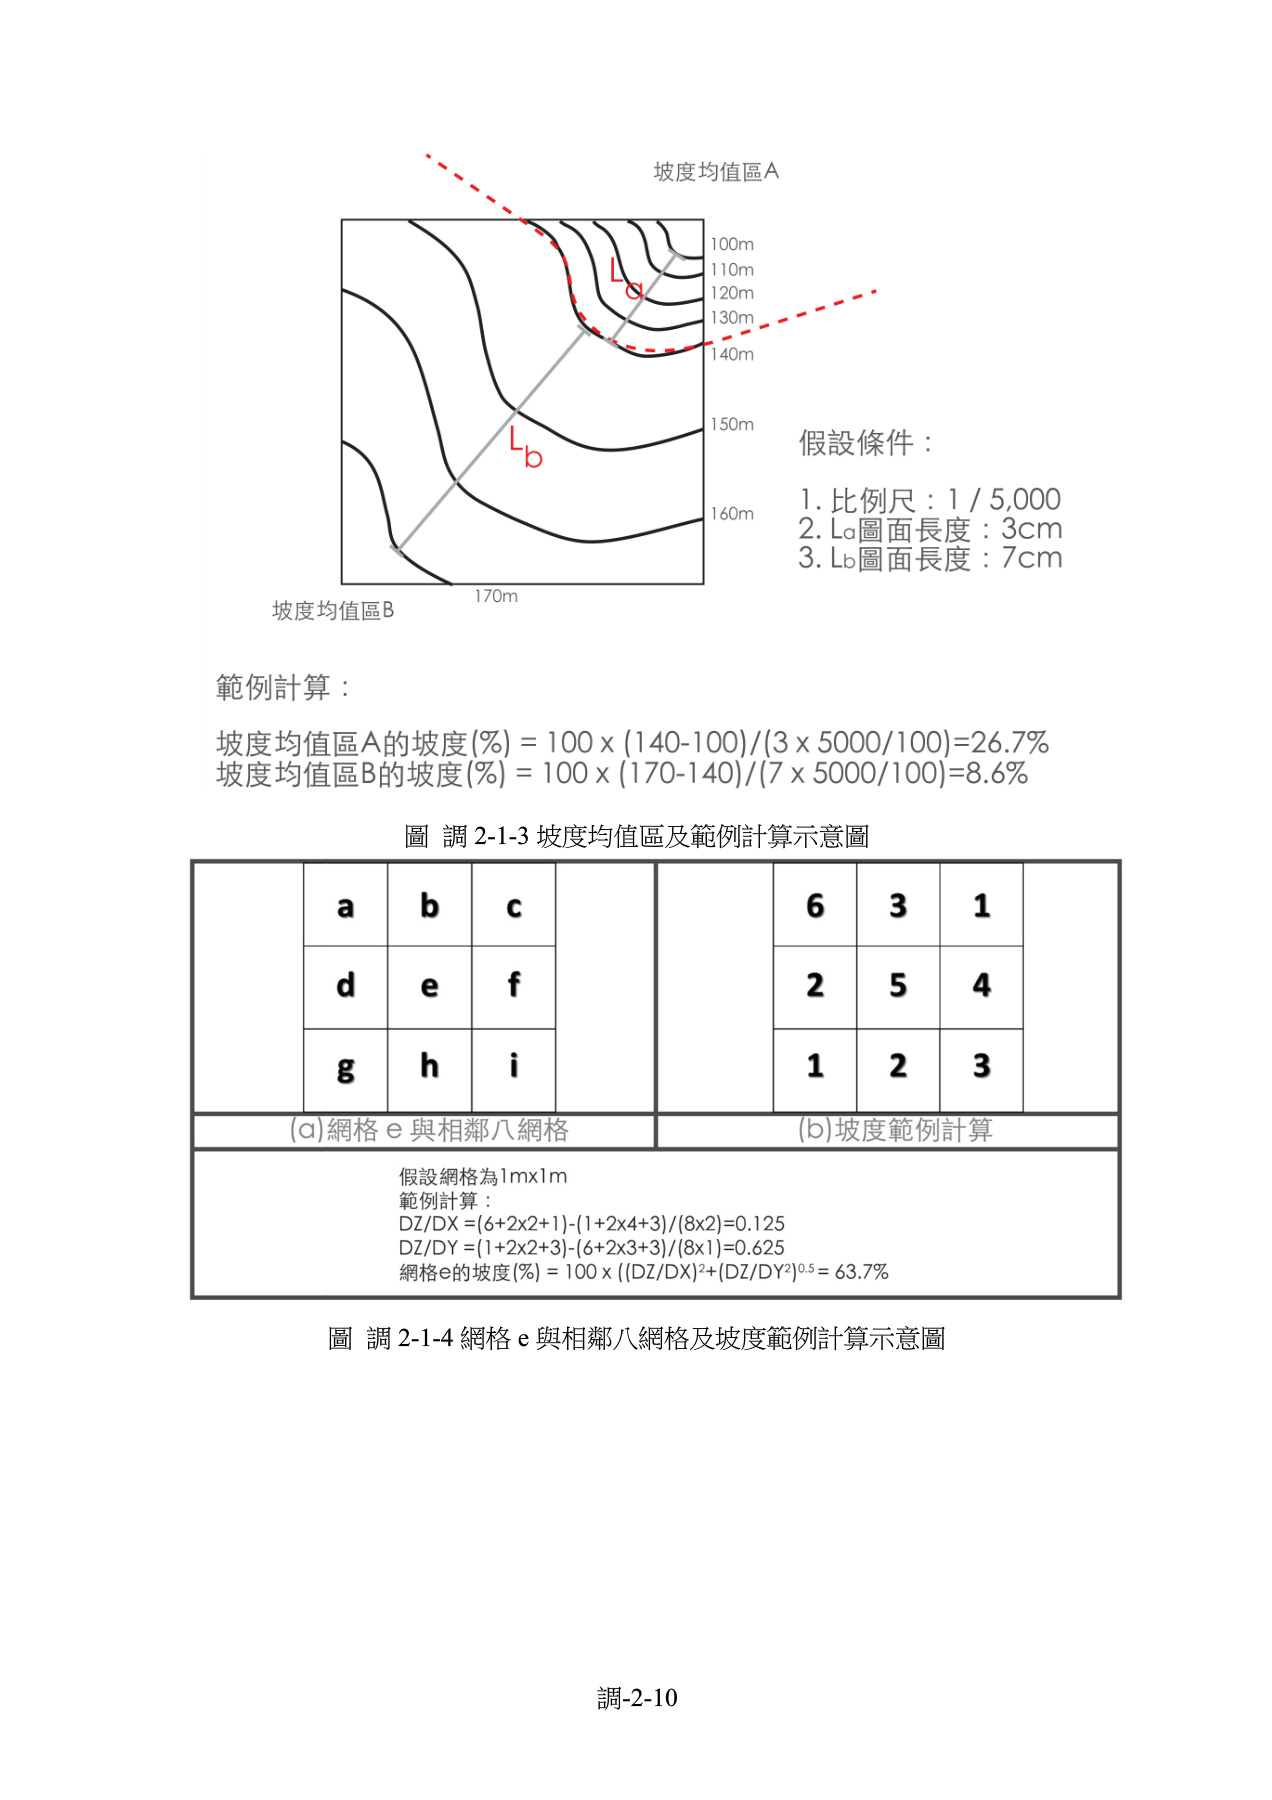 坡度均值區A
100m
110m
La
120m
130m
140m
150m
Lb
160m
170m
坡度均值區B
假設條件：
1. 比例尺：1 / 5,000
2. La圖面長度：3cm
3. Lb圖面長度：7cm
範例計算：
坡度均值區A的坡度(%) = 100 x (140-100)/(3 x 5000/100)=26.7%
坡度均值區B的坡度(%) = 100 x (170-140)/(7 x 5000/100)=8.6%
圖 調 2-1-3 坡度均值區及範例計算示意圖
a b c 6 3 1
d e f 2 5 4
g h i 1 2 3
(a)網格 e 與相鄰八網格 (b)坡度範例計算
假設網格為1mx1m
範例計算：
DZ/DX =(6+2x2+1)-(1+2x4+3)/(8x2)=0.125
DZ/DY =(1+2x2+3)-(6+2x3+3)/(8x1)=0.625
網格e的坡度(%) = 100 x ((DZ/DX)²+(DZ/DY²)⁰·⁵ = 63.7%
圖 調 2-1-4 網格 e 與相鄰八網格及坡度範例計算示意圖
調-2-10